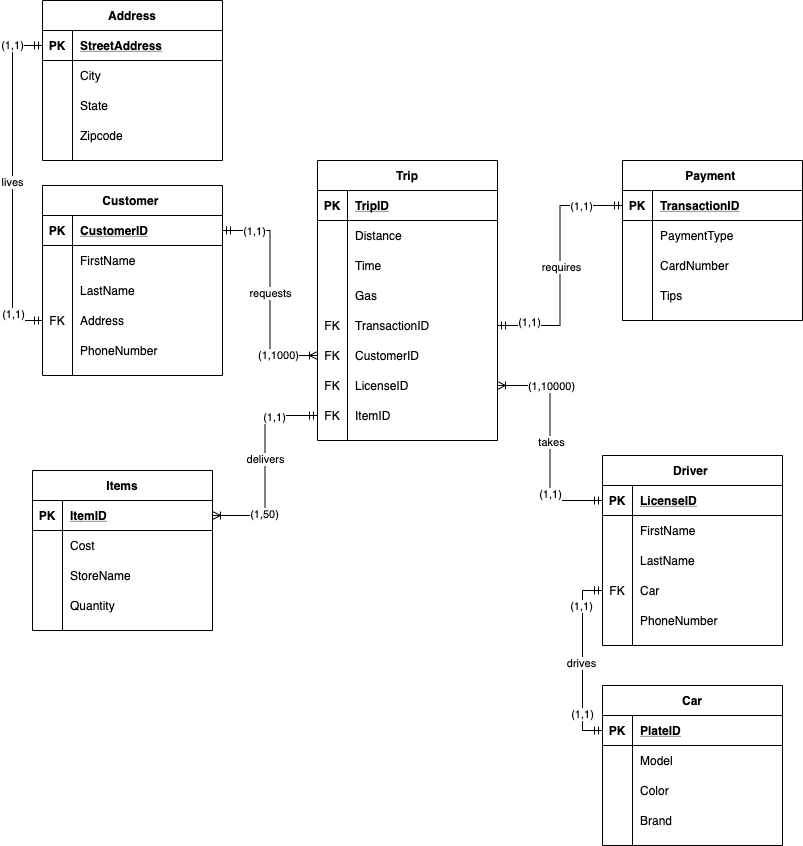 Address
(1,1)
PK StreetAddress
City
State
Zipcode
lives
Customer
PK CustomerID
(1,1)
FirstName
LastName
(1,1)
FK Address
PhoneNumber
requests
(1,1000)
Trip
PK TripID
Distance
Time
Gas
FK TransactionID
FK CustomerID
FK LicenseID
FK ItemID
Payment
(1,1)
PK TransactionID
PaymentType
CardNumber
Tips
requires
(1,1)
(1,10000)
takes
(1,1)
(1,1)
delivers
(1,50)
Items
PK ItemID
Cost
StoreName
Quantity
Driver
PK LicenseID
FirstName
LastName
FK Car
PhoneNumber
(1,1)
drives
(1,1)
Car
PK PlateID
Model
Color
Brand